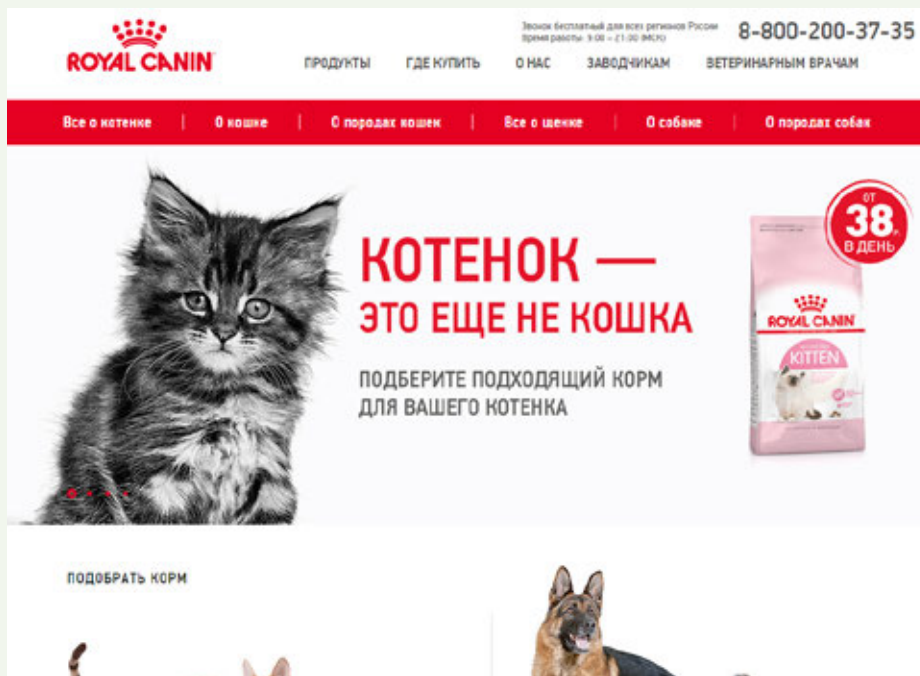 ROYAL CANIN
Звонок бесплатный для всех регионов России
Время работы: 9:00 – 21:00 (МСК)
8-800-200-37-35
ПРОДУКТЫ ГДЕ КУПИТЬ О НАС ЗАВОДЧИКАМ ВЕТЕРИНАРНЫМ ВРАЧАМ
Все о котенке | О кошке | О породах кошек | Все о щенке | О собаке | О породах собак
КОТЕНОК —
ЭТО ЕЩЕ НЕ КОШКА
ПОДБЕРИТЕ ПОДХОДЯЩИЙ КОРМ
ДЛЯ ВАШЕГО КОТЕНКА
ОТ
38 р.
В ДЕНЬ
ROYAL CANIN
KITTEN
ПОДОБРАТЬ КОРМ